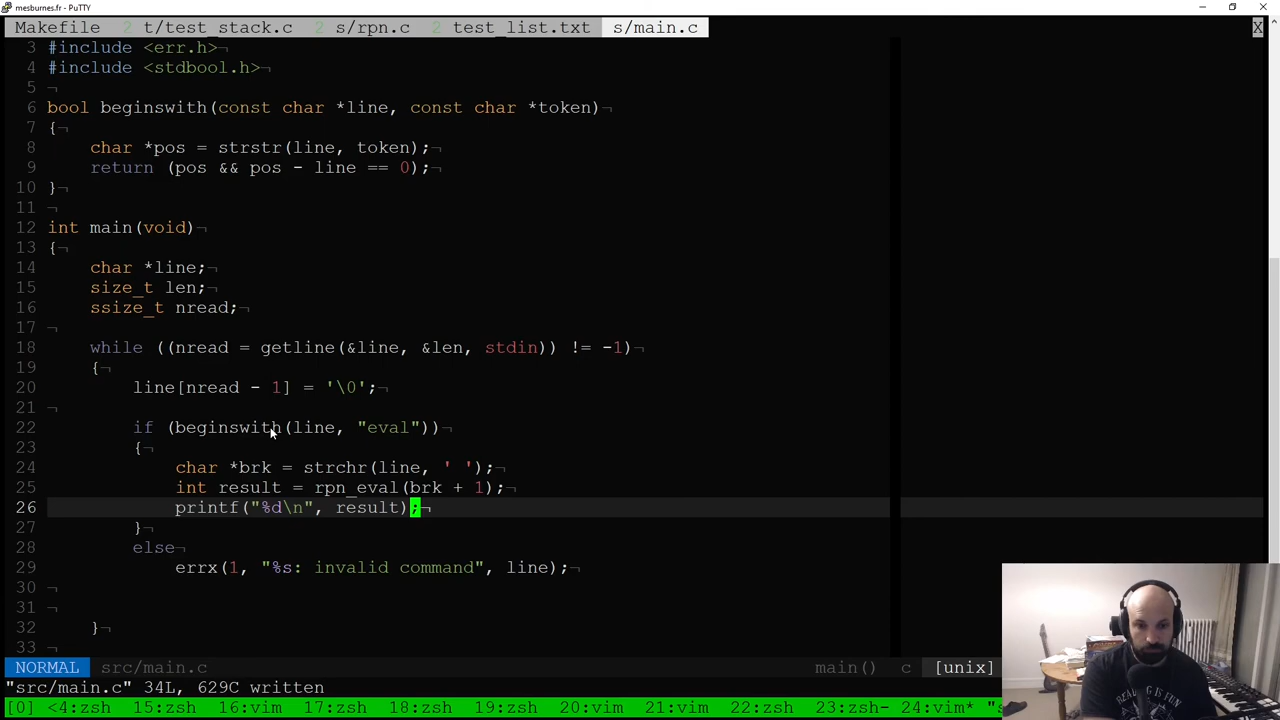 mesburnes.fr - PuTTY
Makefile 2 t/test_stack.c 2 s/rpn.c 2 test_list.txt s/main.c X
3 #include <err.h>¬
4 #include <stdbool.h>¬
5 ¬
6 bool beginswith(const char *line, const char *token)¬
7 {¬
8 char *pos = strstr(line, token);¬
9 return (pos && pos - line == 0);¬
10 }¬
11 ¬
12 int main(void)¬
13 {¬
14 char *line;¬
15 size_t len;¬
16 ssize_t nread;¬
17 ¬
18 while ((nread = getline(&line, &len, stdin)) != -1)¬
19 {¬
20 line[nread - 1] = '\0';¬
21 ¬
22 if (beginswith(line, "eval"))¬
23 {¬
24 char *brk = strchr(line, ' ');¬
25 int result = rpn_eval(brk + 1);¬
26 printf("%d\n", result);¬
27 }¬
28 else¬
29 errx(1, "%s: invalid command", line);¬
30 ¬
31 ¬
32 }¬
33 ¬
NORMAL src/main.c main() c [unix]
"src/main.c" 34L, 629C written
[0] <4:zsh 15:zsh 16:vim 17:zsh 18:zsh 19:zsh 20:vim 21:vim 22:zsh 23:zsh- 24:vim* "s